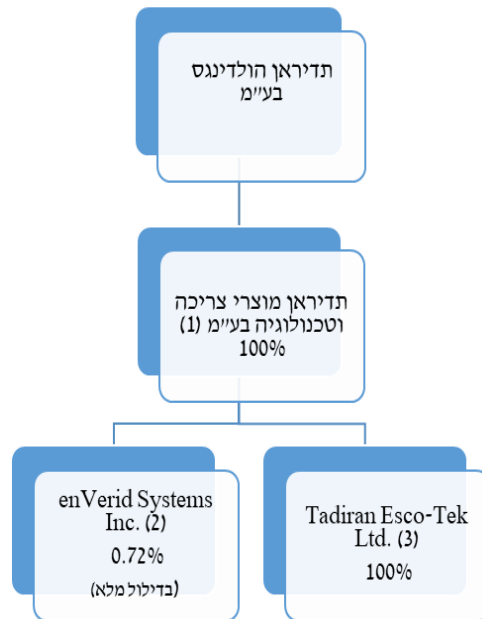 תדיראן הולדינגס
בע"מ
תדיראן מוצרי צריכה
וטכנולוגיה בע"מ (1)
100%
enVerid Systems
Inc. (2)
0.72%
(בדילול מלא)
Tadiran Esco-Tek
Ltd. (3)
100%